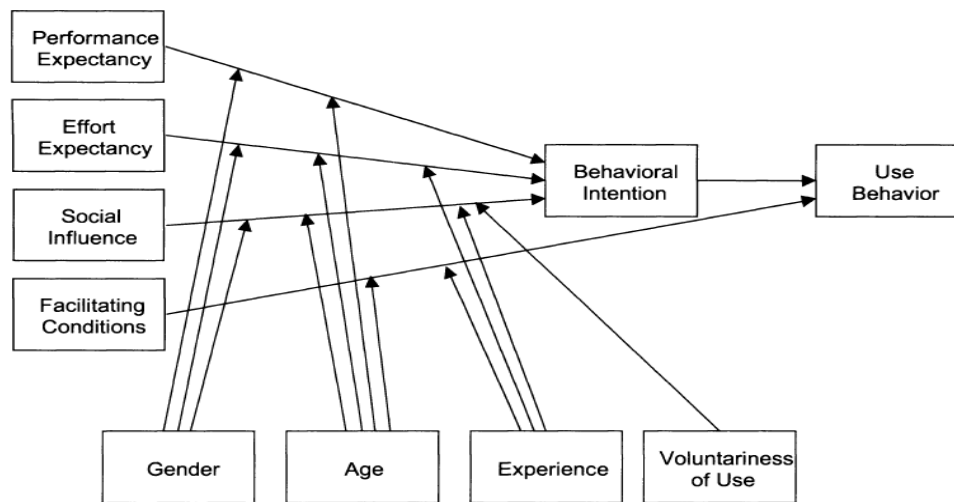 Performance
Expectancy
Effort
Expectancy
Social
Influence
Facilitating
Conditions
Behavioral
Intention
Use
Behavior
Gender
Age
Experience
Voluntariness
of Use